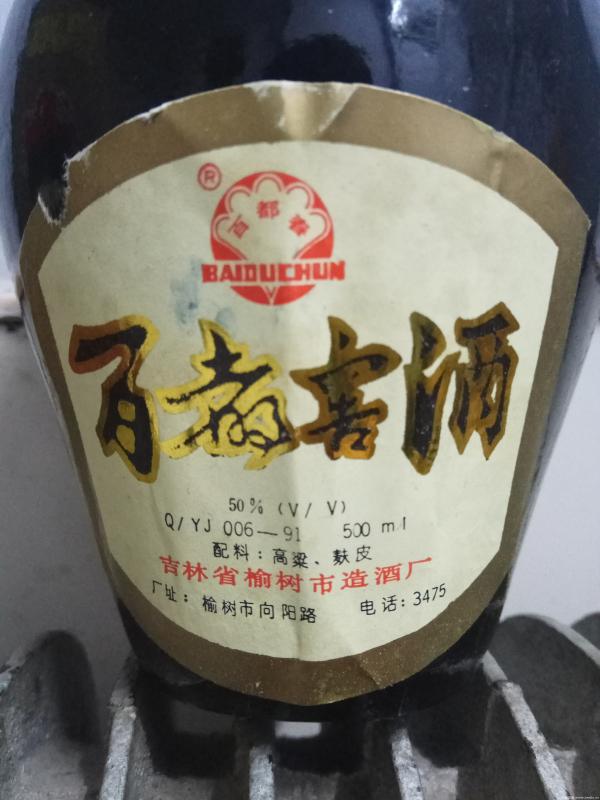 ®
百都春
BAIDUCHUN
百都窖酒
50% (V/V)
Q/YJ 006—91 500 ml
配料：高粱、麸皮
吉林省榆树市造酒厂
厂址：榆树市向阳路 电话：3475